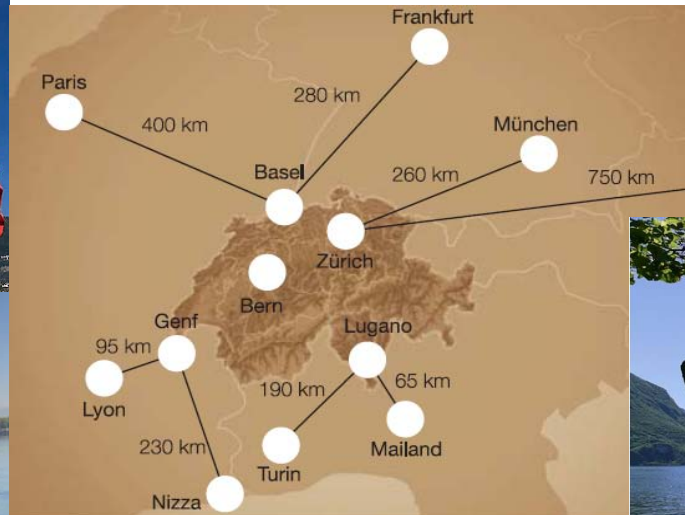 Frankfurt
Paris
280 km
400 km
München
Basel
260 km
750 km
Zürich
Bern
Genf
Lugano
95 km
190 km
65 km
Lyon
Mailand
230 km
Turin
Nizza